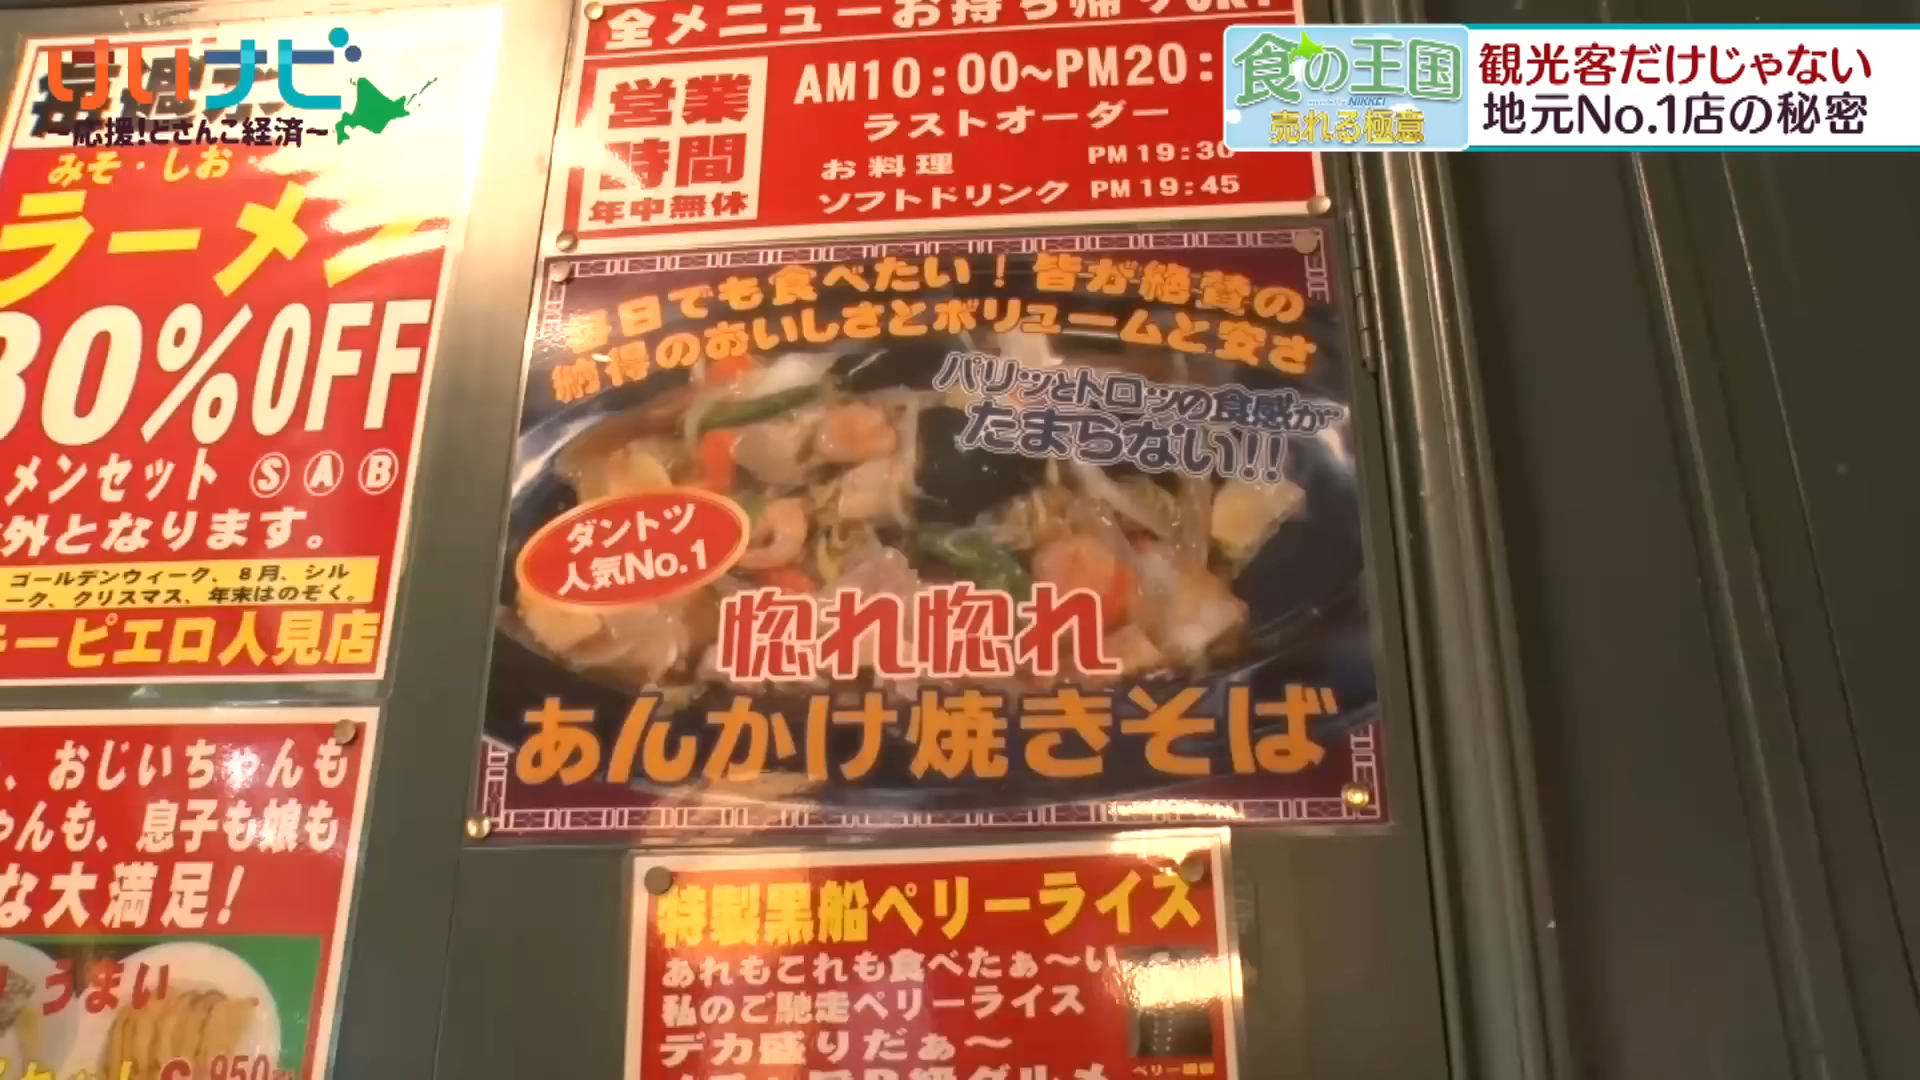 けいナビ
～応援！どさんこ経済～
食の王国
NIKKEI
売れる極意
観光客だけじゃない
地元No.1店の秘密
全メニューお持ち帰り
営業時間
年中無休
AM10:00～PM20:
ラストオーダー
お料理 PM19:30
ソフトドリンク PM19:45
みそ・しお
ラーメン
30%OFF
メンセット Ⓢ Ⓐ Ⓑ
外となります。
ゴールデンウィーク、8月、シル
ーク、クリスマス、年末はのぞく。
キーピエロ人見店
毎日でも食べたい！皆が絶賛の
納得のおいしさとボリュームと安さ
パリッとトロッの食感が
たまらない!!
ダントツ
人気No.1
惚れ惚れ
あんかけ焼きそば
、おじいちゃんも
ゃんも、息子も娘も
な大満足！
うまい
950
特製黒船ペリーライス
あれもこれも食べたぁ～い
私のご馳走ペリーライス
デカ盛りだぁ～